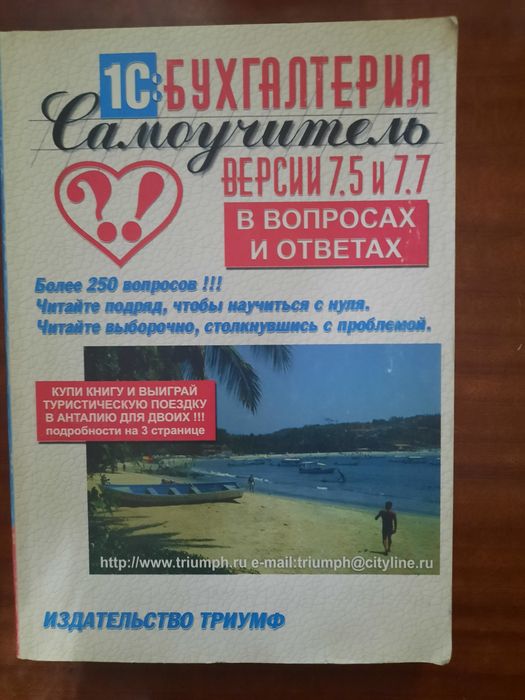 1С:БУХГАЛТЕРИЯ
Самоучитель
ВЕРСИИ 7.5 и 7.7
?!
В ВОПРОСАХ
И ОТВЕТАХ
Более 250 вопросов !!!
Читайте подряд, чтобы научиться с нуля.
Читайте выборочно, столкнувшись с проблемой.
КУПИ КНИГУ И ВЫИГРАЙ
ТУРИСТИЧЕСКУЮ ПОЕЗДКУ
В АНТАЛИЮ ДЛЯ ДВОИХ !!!
подробности на 3 странице
http://www.triumph.ru e-mail:triumph@cityline.ru
ИЗДАТЕЛЬСТВО ТРИУМФ